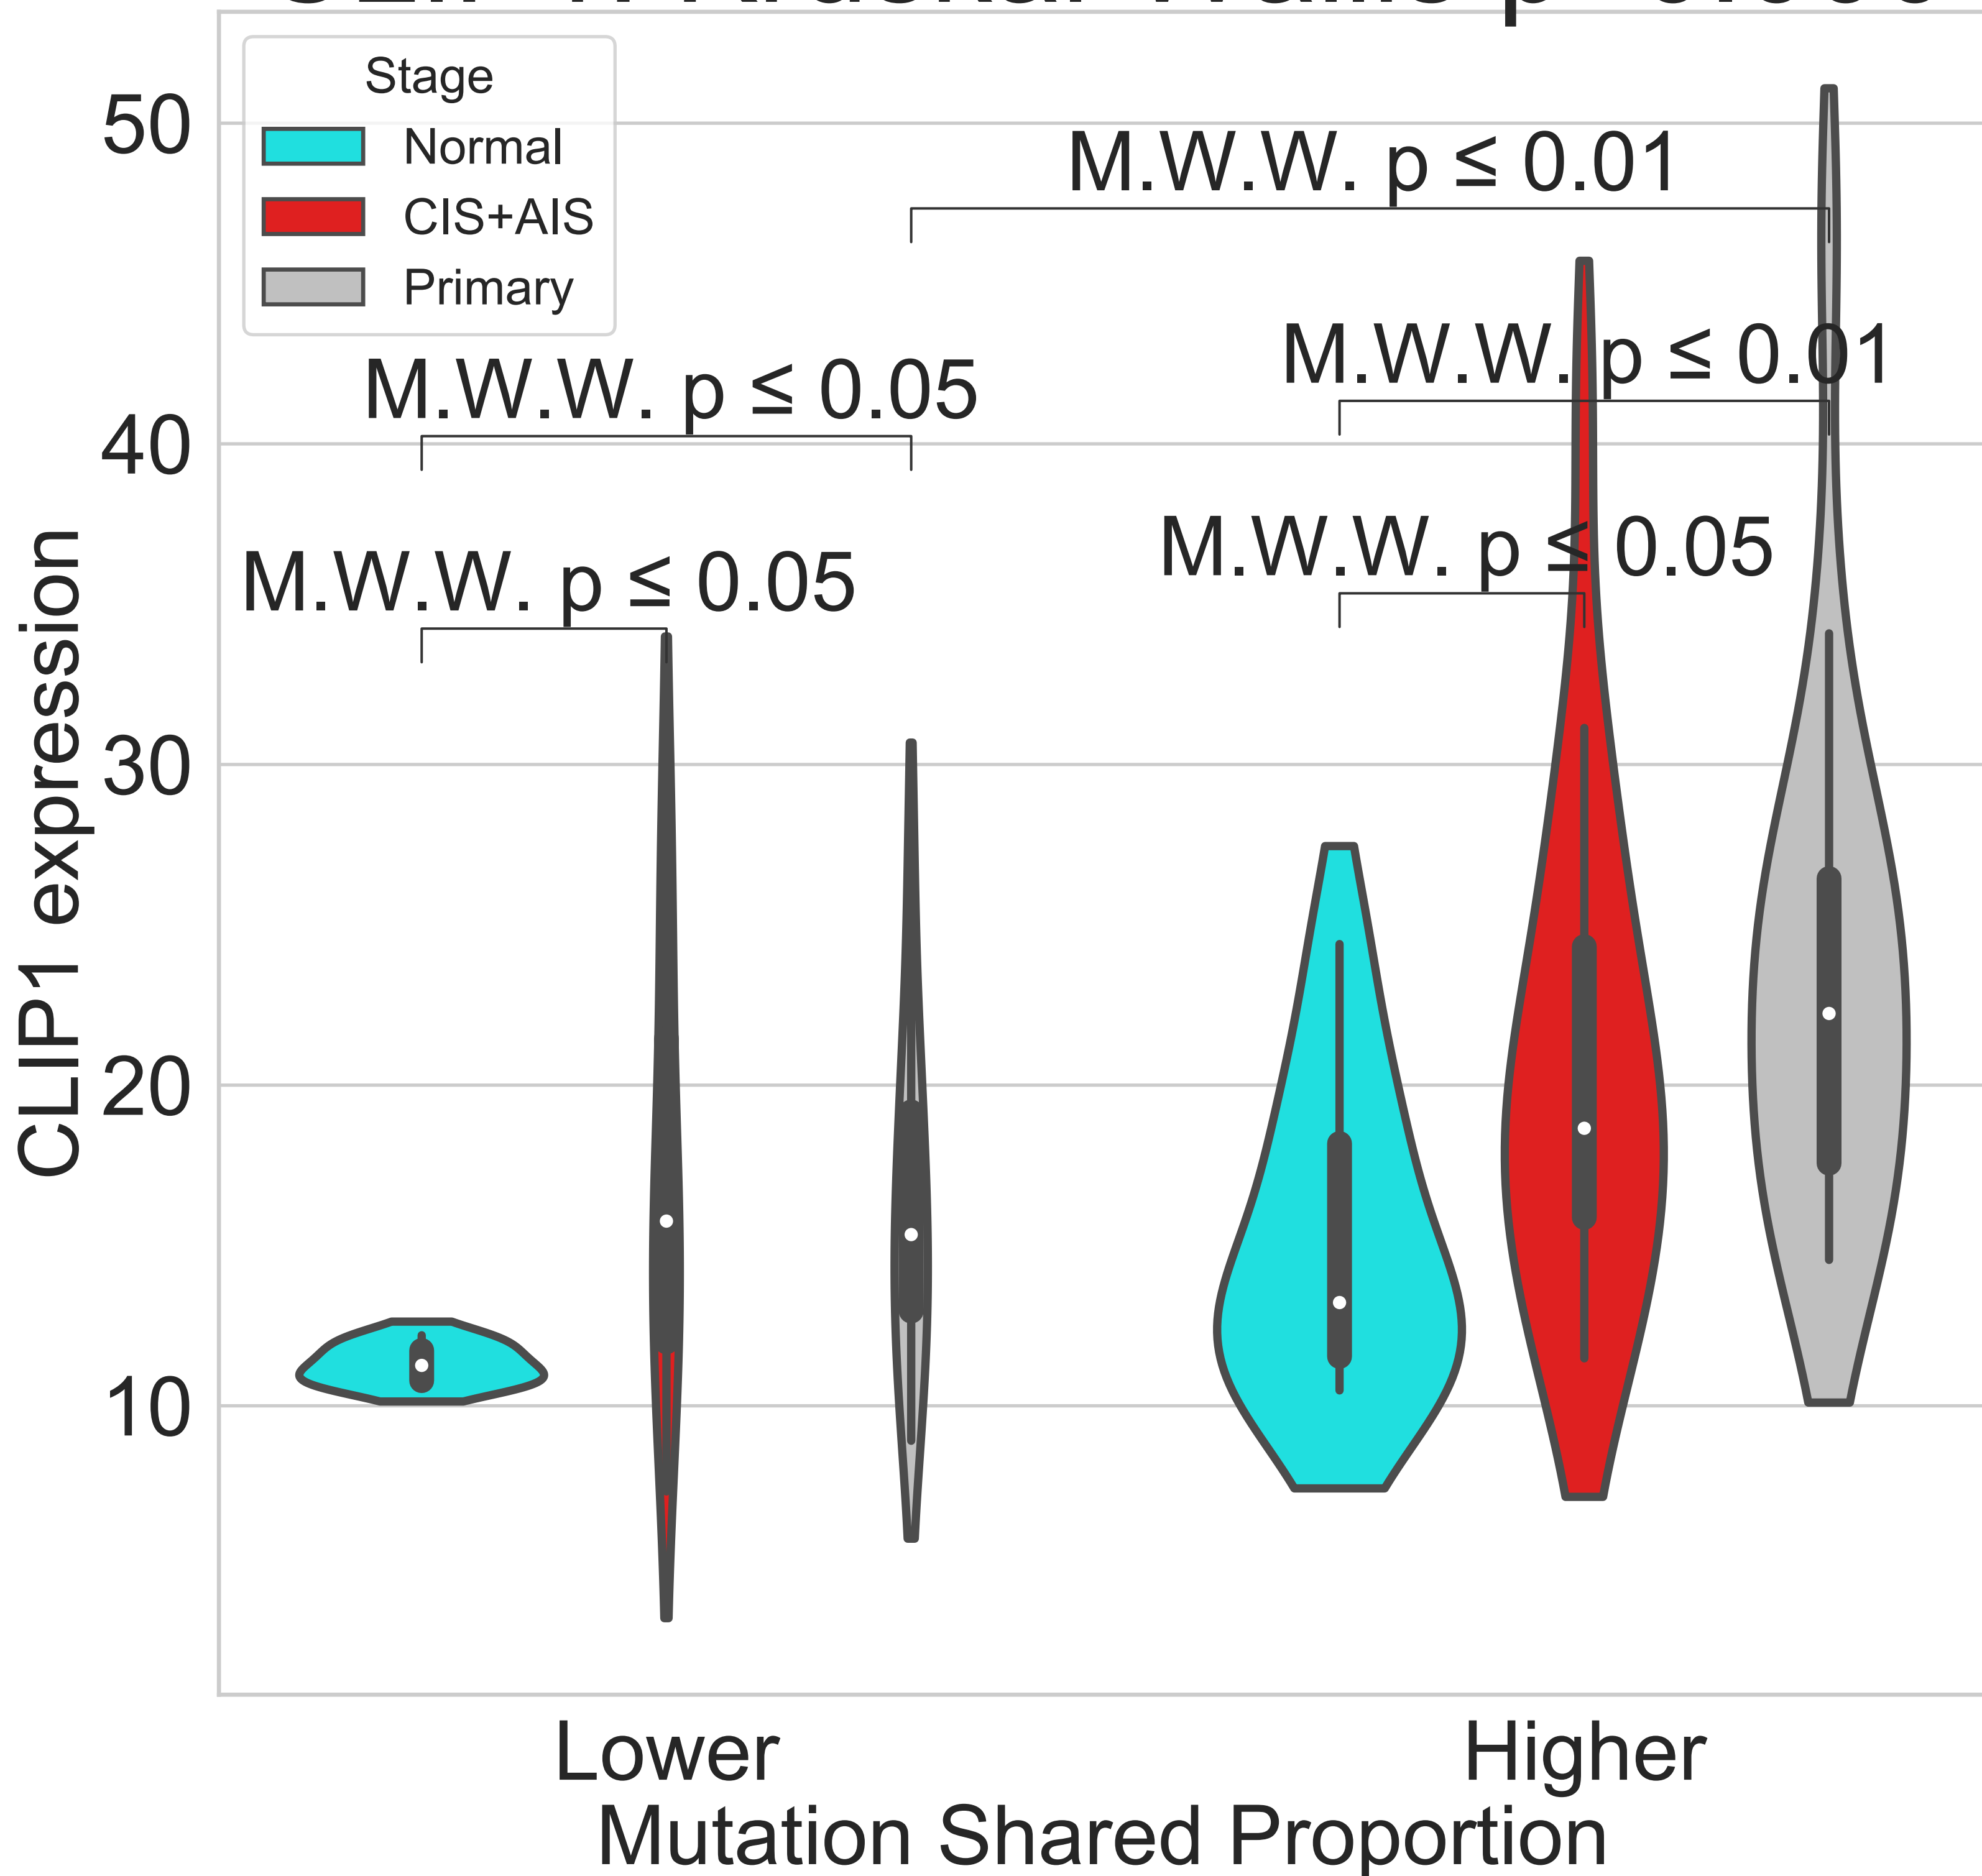 Stage
Normal
CIS+AIS
Primary
M.W.W. p ≤ 0.01
M.W.W. p ≤ 0.01
M.W.W. p ≤ 0.05
M.W.W. p ≤ 0.05
M.W.W. p ≤ 0.05
50
40
30
20
10
CLIP1 expression
Lower
Higher
Mutation Shared Proportion